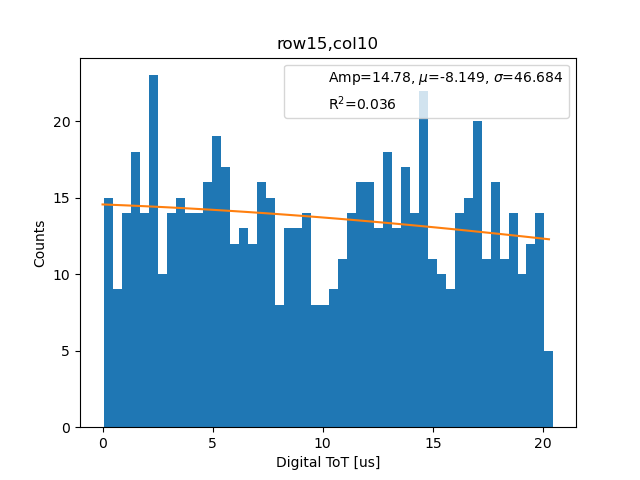 row15,col10
Amp=14.78, μ=-8.149, σ=46.684
R²=0.036
Counts
20
15
10
5
0
0 5 10 15 20
Digital ToT [us]